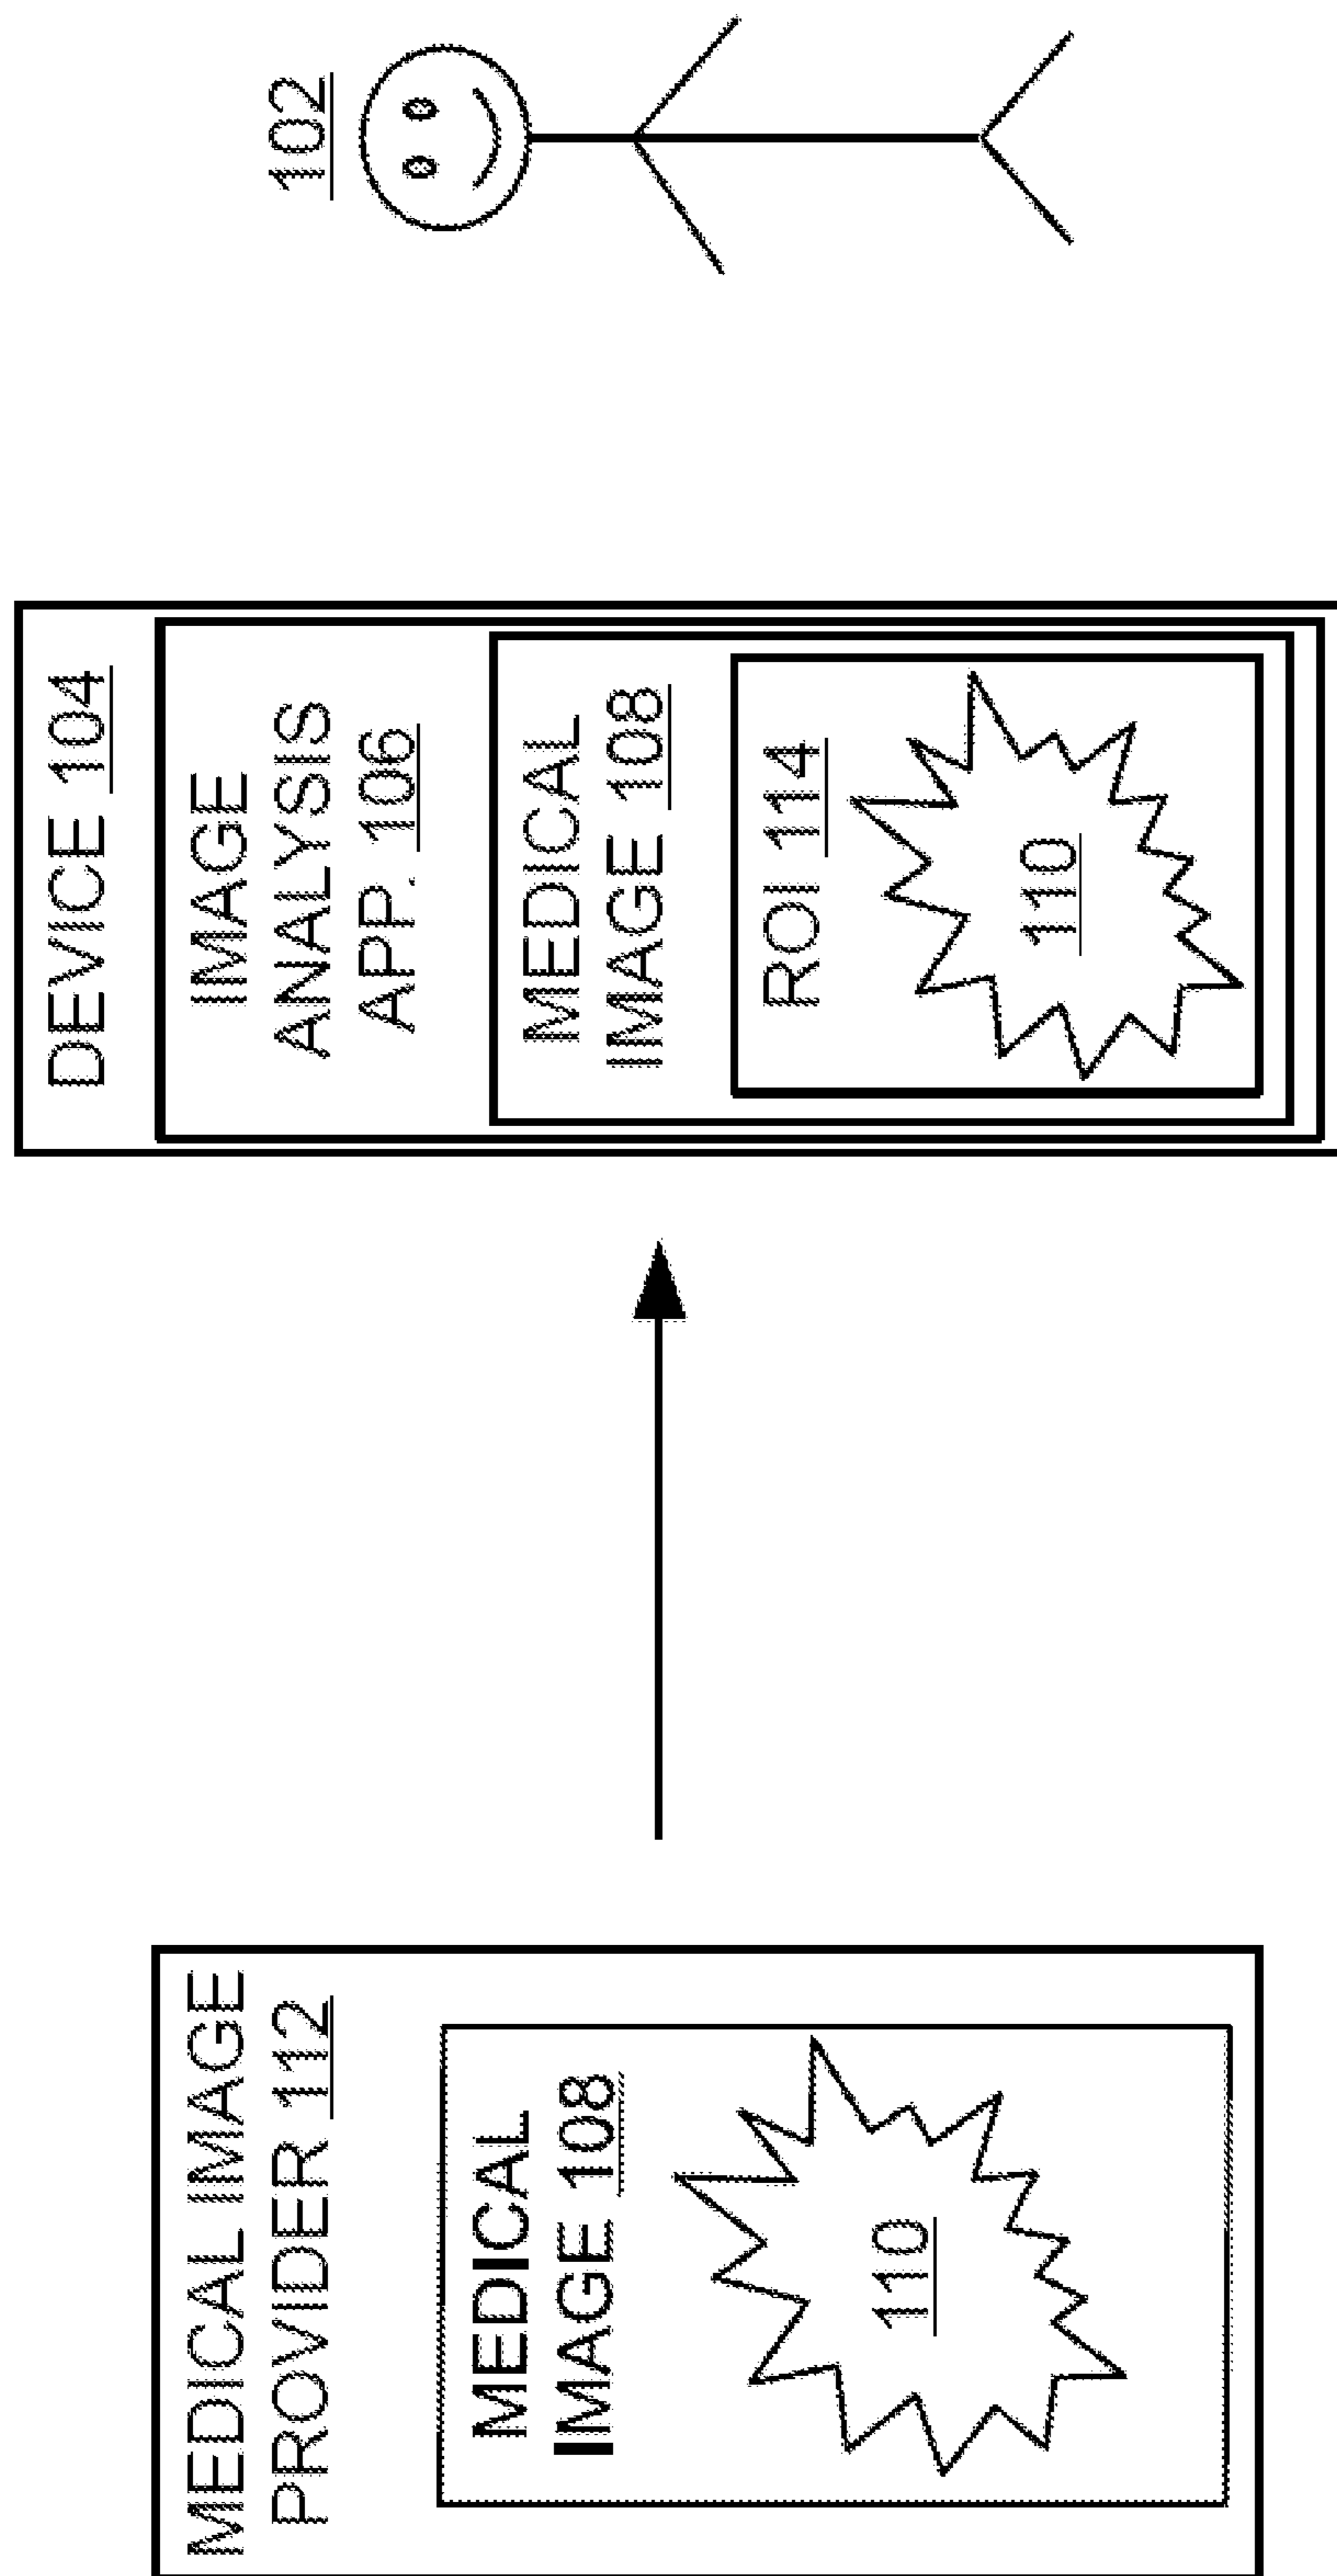 MEDICAL IMAGE
PROVIDER 112
MEDICAL
IMAGE 108
110
DEVICE 104
IMAGE
ANALYSIS
APP. 106
MEDICAL
IMAGE 108
ROI 114
110
102